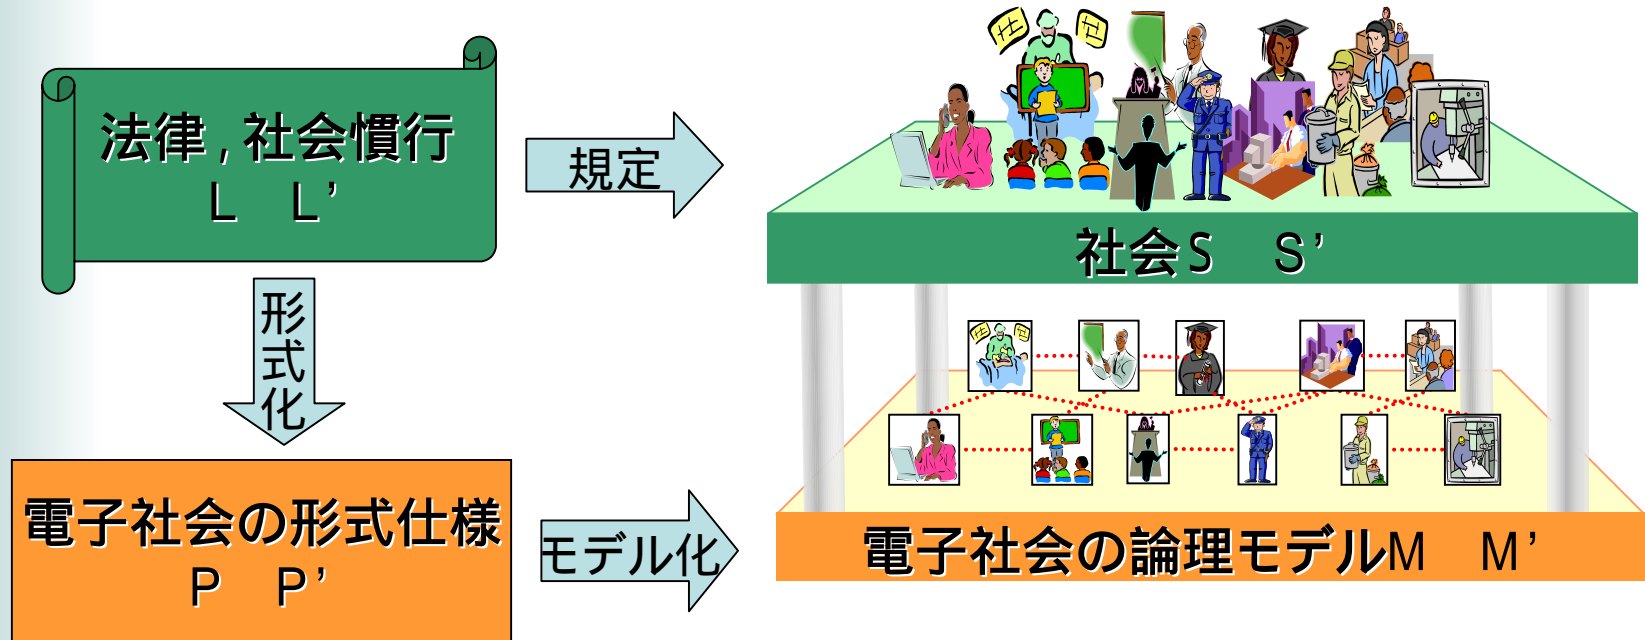 法律,社会慣行
L L’
規定
社会S S’
形式化
電子社会の形式仕様
P P’
モデル化
電子社会の論理モデルM M’